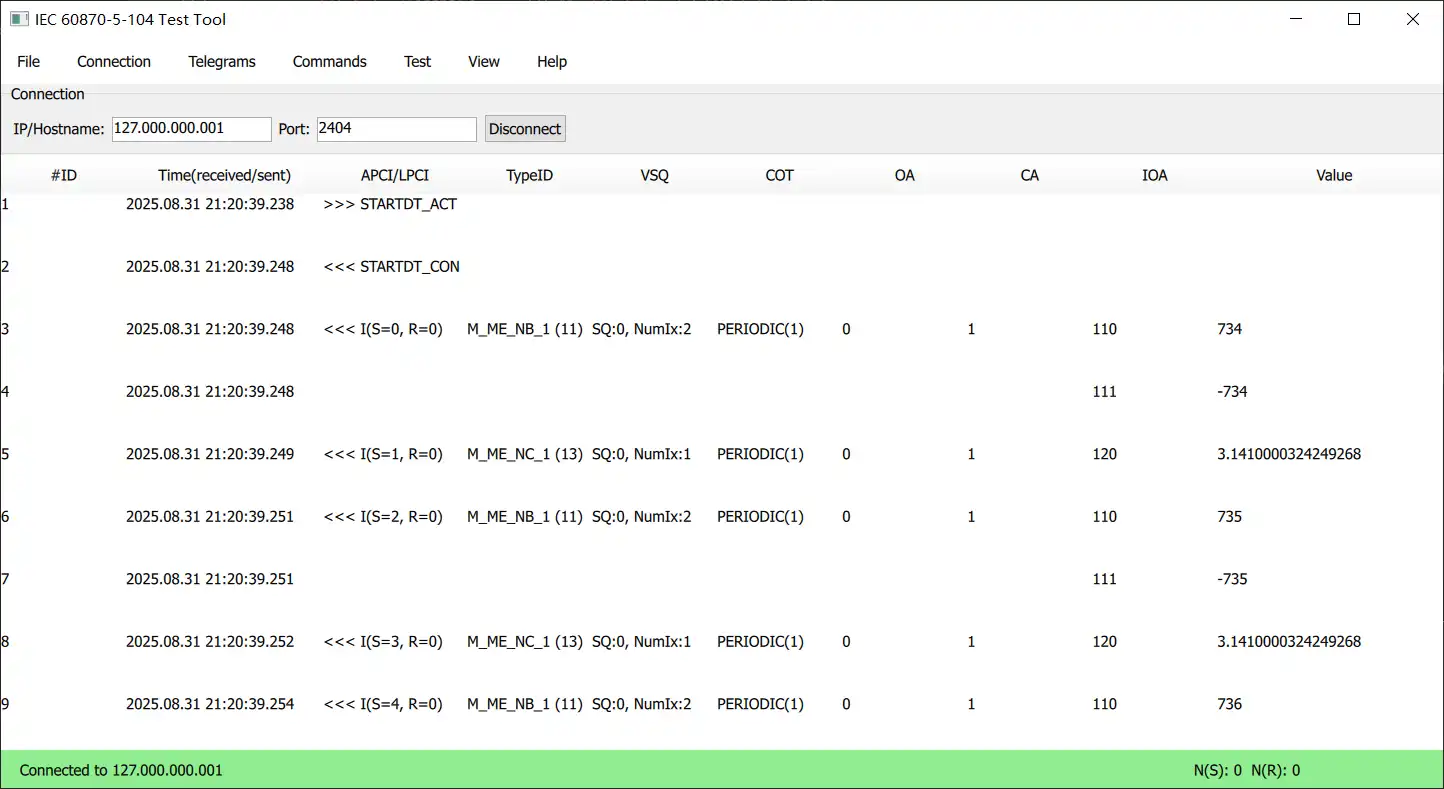 IEC 60870-5-104 Test Tool
File Connection Telegrams Commands Test View Help
Connection
IP/Hostname: 127.000.000.001 Port: 2404 Disconnect
#ID Time(received/sent) APCI/LPCI TypeID VSQ COT OA CA IOA Value
1 2025.08.31 21:20:39.238 >>> STARTDT_ACT
2 2025.08.31 21:20:39.248 <<< STARTDT_CON
3 2025.08.31 21:20:39.248 <<< I(S=0, R=0) M_ME_NB_1 (11) SQ:0, NumIx:2 PERIODIC(1) 0 1 110 734
4 2025.08.31 21:20:39.248 111 -734
5 2025.08.31 21:20:39.249 <<< I(S=1, R=0) M_ME_NC_1 (13) SQ:0, NumIx:1 PERIODIC(1) 0 1 120 3.1410000324249268
6 2025.08.31 21:20:39.251 <<< I(S=2, R=0) M_ME_NB_1 (11) SQ:0, NumIx:2 PERIODIC(1) 0 1 110 735
7 2025.08.31 21:20:39.251 111 -735
8 2025.08.31 21:20:39.252 <<< I(S=3, R=0) M_ME_NC_1 (13) SQ:0, NumIx:1 PERIODIC(1) 0 1 120 3.1410000324249268
9 2025.08.31 21:20:39.254 <<< I(S=4, R=0) M_ME_NB_1 (11) SQ:0, NumIx:2 PERIODIC(1) 0 1 110 736
Connected to 127.000.000.001 N(S): 0 N(R): 0